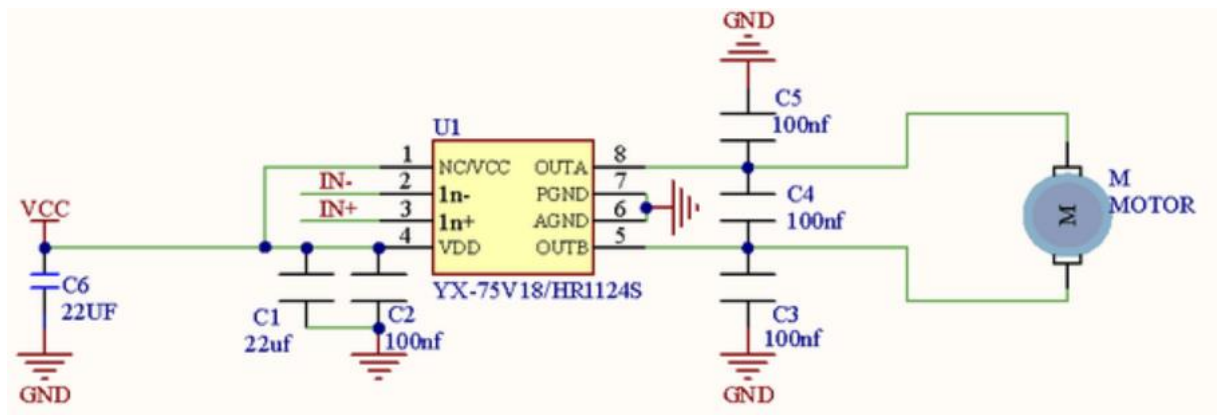 GND
C5
100nf
U1
1 NC/VCC OUTA 8
IN- 2 1n- PGND 7
IN+ 3 1n+ AGND 6
4 VDD OUTB 5
YX-75V18/HR1124S
C4
100nf
M
M
MOTOR
VCC
C6
22UF
GND
C1
22uf
C2
100nf
C3
100nf
GND